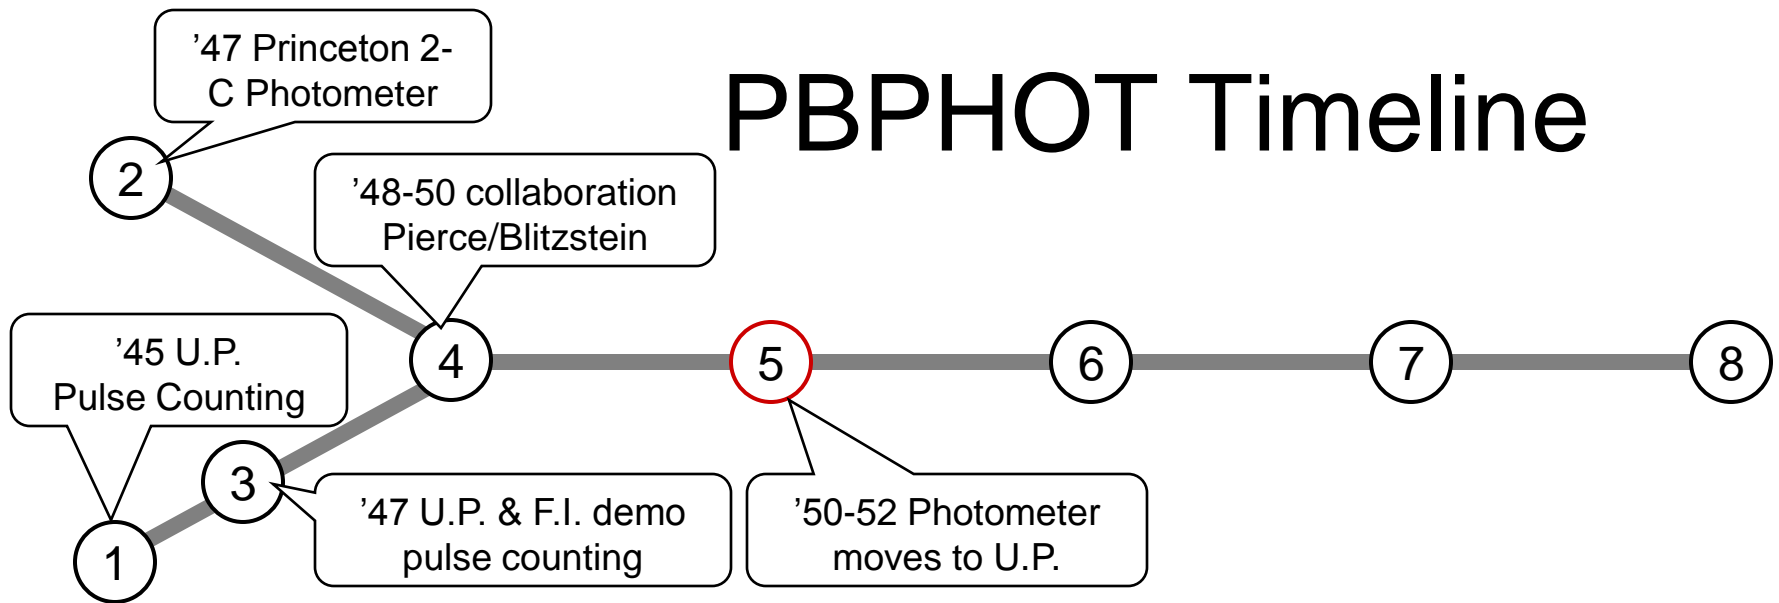 ’47 Princeton 2-
C Photometer
PBPHOT Timeline
2
’48-50 collaboration
Pierce/Blitzstein
’45 U.P.
Pulse Counting
4
5
6
7
8
3
’47 U.P. & F.I. demo
pulse counting
’50-52 Photometer
moves to U.P.
1